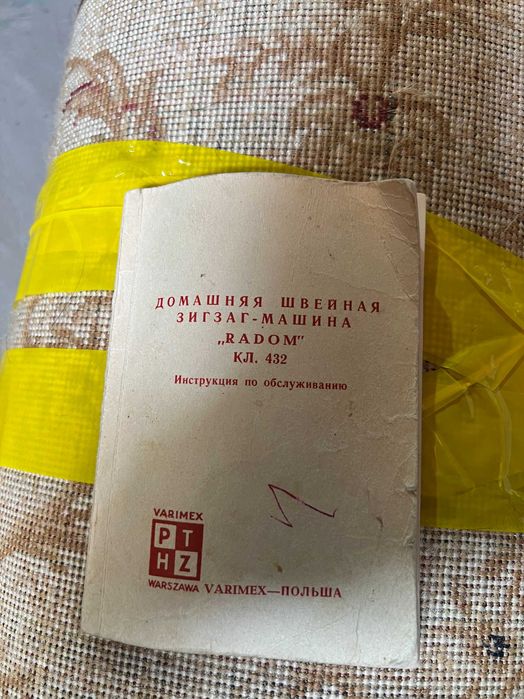 ДОМАШНЯЯ ШВЕЙНАЯ
ЗИГЗАГ-МАШИНА
„RADOM”
КЛ. 432
Инструкция по обслуживанию
VARIMEX
PT
HZ
WARSZAWA VARIMEX—ПОЛЬША